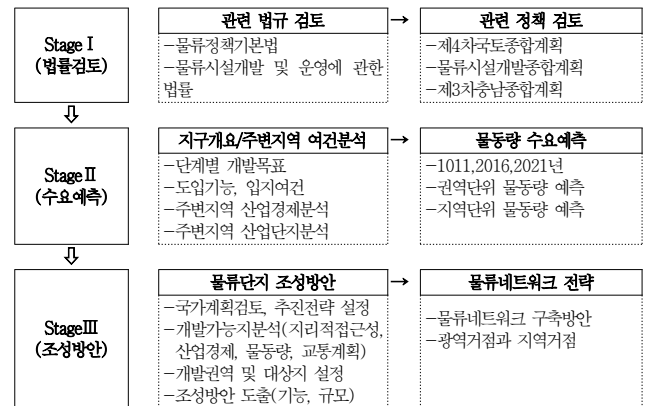 Stage Ⅰ
(법률검토)
관련 법규 검토
→
관련 정책 검토
-물류정책기본법
-물류시설개발 및 운영에 관한
법률
-제4차국토종합계획
-물류시설개발종합계획
-제3차충남종합계획
⇩
Stage Ⅱ
(수요예측)
지구개요/주변지역 여건분석
→
물동량 수요예측
-단계별 개발목표
-도입기능, 입지여건
-주변지역 산업경제분석
-주변지역 산업단지분석
-1011,2016,2021년
-권역단위 물동량 예측
-지역단위 물동량 예측
⇩
StageⅢ
(조성방안)
물류단지 조성방안
→
물류네트워크 전략
-국가계획검토, 추진전략 설정
-개발가능지분석(지리적접근성,
산업경제, 물동량, 교통계획)
-개발권역 및 대상지 설정
-조성방안 도출(기능, 규모)
-물류네트워크 구축방안
-광역거점과 지역거점